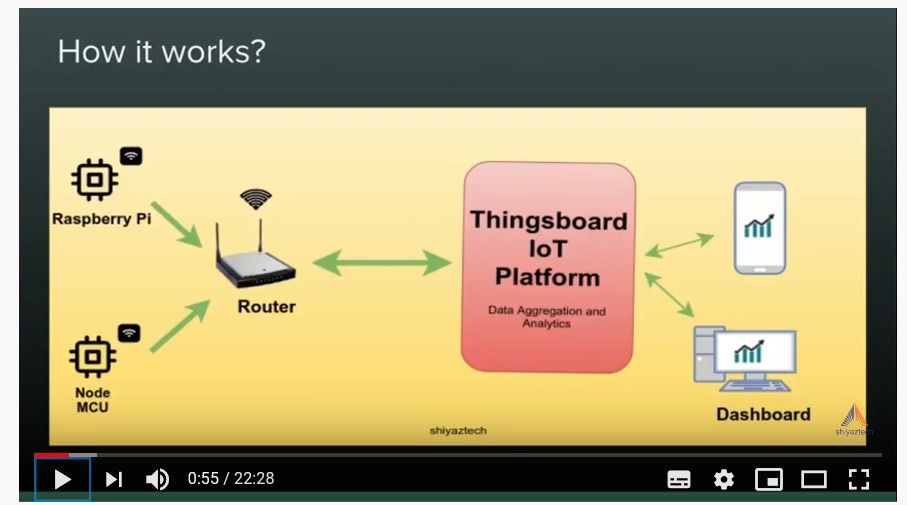 How it works?
Raspberry Pi
Router
Node
MCU
Thingsboard
IoT
Platform
Data Aggregation and
Analytics
Dashboard
shiyaztech
shiyaztech
0:55 / 22:28